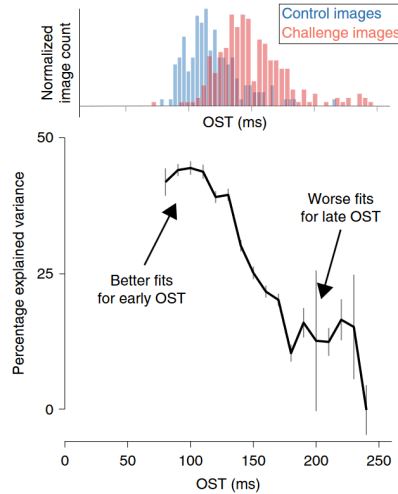 Control images
Challenge images
Normalized
image count
OST (ms)
50
Percentage explained variance
Worse fits
for late OST
25
Better fits
for early OST
0
0 50 100 150 200 250
OST (ms)